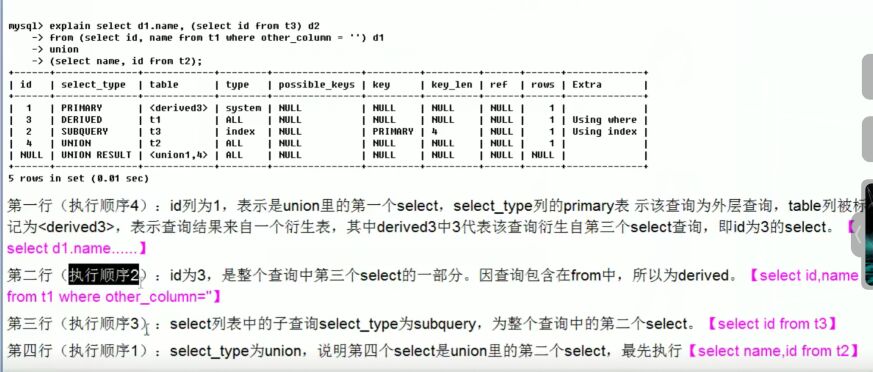 mysql> explain select d1.name, (select id from t3) d2
    -> from (select id, name from t1 where other_column = '') d1
    -> union
    -> (select name, id from t2);
+------+--------------+------------+--------+---------------+---------+---------+------+------+-------------+
| id | select_type | table | type | possible_keys | key | key_len | ref | rows | Extra |
+------+--------------+------------+--------+---------------+---------+---------+------+------+-------------+
| 1 | PRIMARY | <derived3> | system | NULL | NULL | NULL | NULL | 1 | |
| 3 | DERIVED | t1 | ALL | NULL | NULL | NULL | NULL | 1 | Using where |
| 2 | SUBQUERY | t3 | index | NULL | PRIMARY | 4 | NULL | 1 | Using index |
| 4 | UNION | t2 | ALL | NULL | NULL | NULL | NULL | 1 | |
| NULL | UNION RESULT | <union1,4> | ALL | NULL | NULL | NULL | NULL | NULL | |
+------+--------------+------------+--------+---------------+---------+---------+------+------+-------------+
5 rows in set (0.01 sec)
第一行（执行顺序4）：id列为1，表示是union里的第一个select，select_type列的primary表 示该查询为外层查询，table列被标
记为<derived3>，表示查询结果来自一个衍生表，其中derived3中3代表该查询衍生自第三个select查询，即id为3的select。【
select d1.name......】
第二行（执行顺序2）：id为3，是整个查询中第三个select的一部分。因查询包含在from中，所以为derived。【select id,name
from t1 where other_column=''】
第三行（执行顺序3）：select列表中的子查询select_type为subquery，为整个查询中的第二个select。【select id from t3】
第四行（执行顺序1）：select_type为union，说明第四个select是union里的第二个select，最先执行【select name,id from t2】